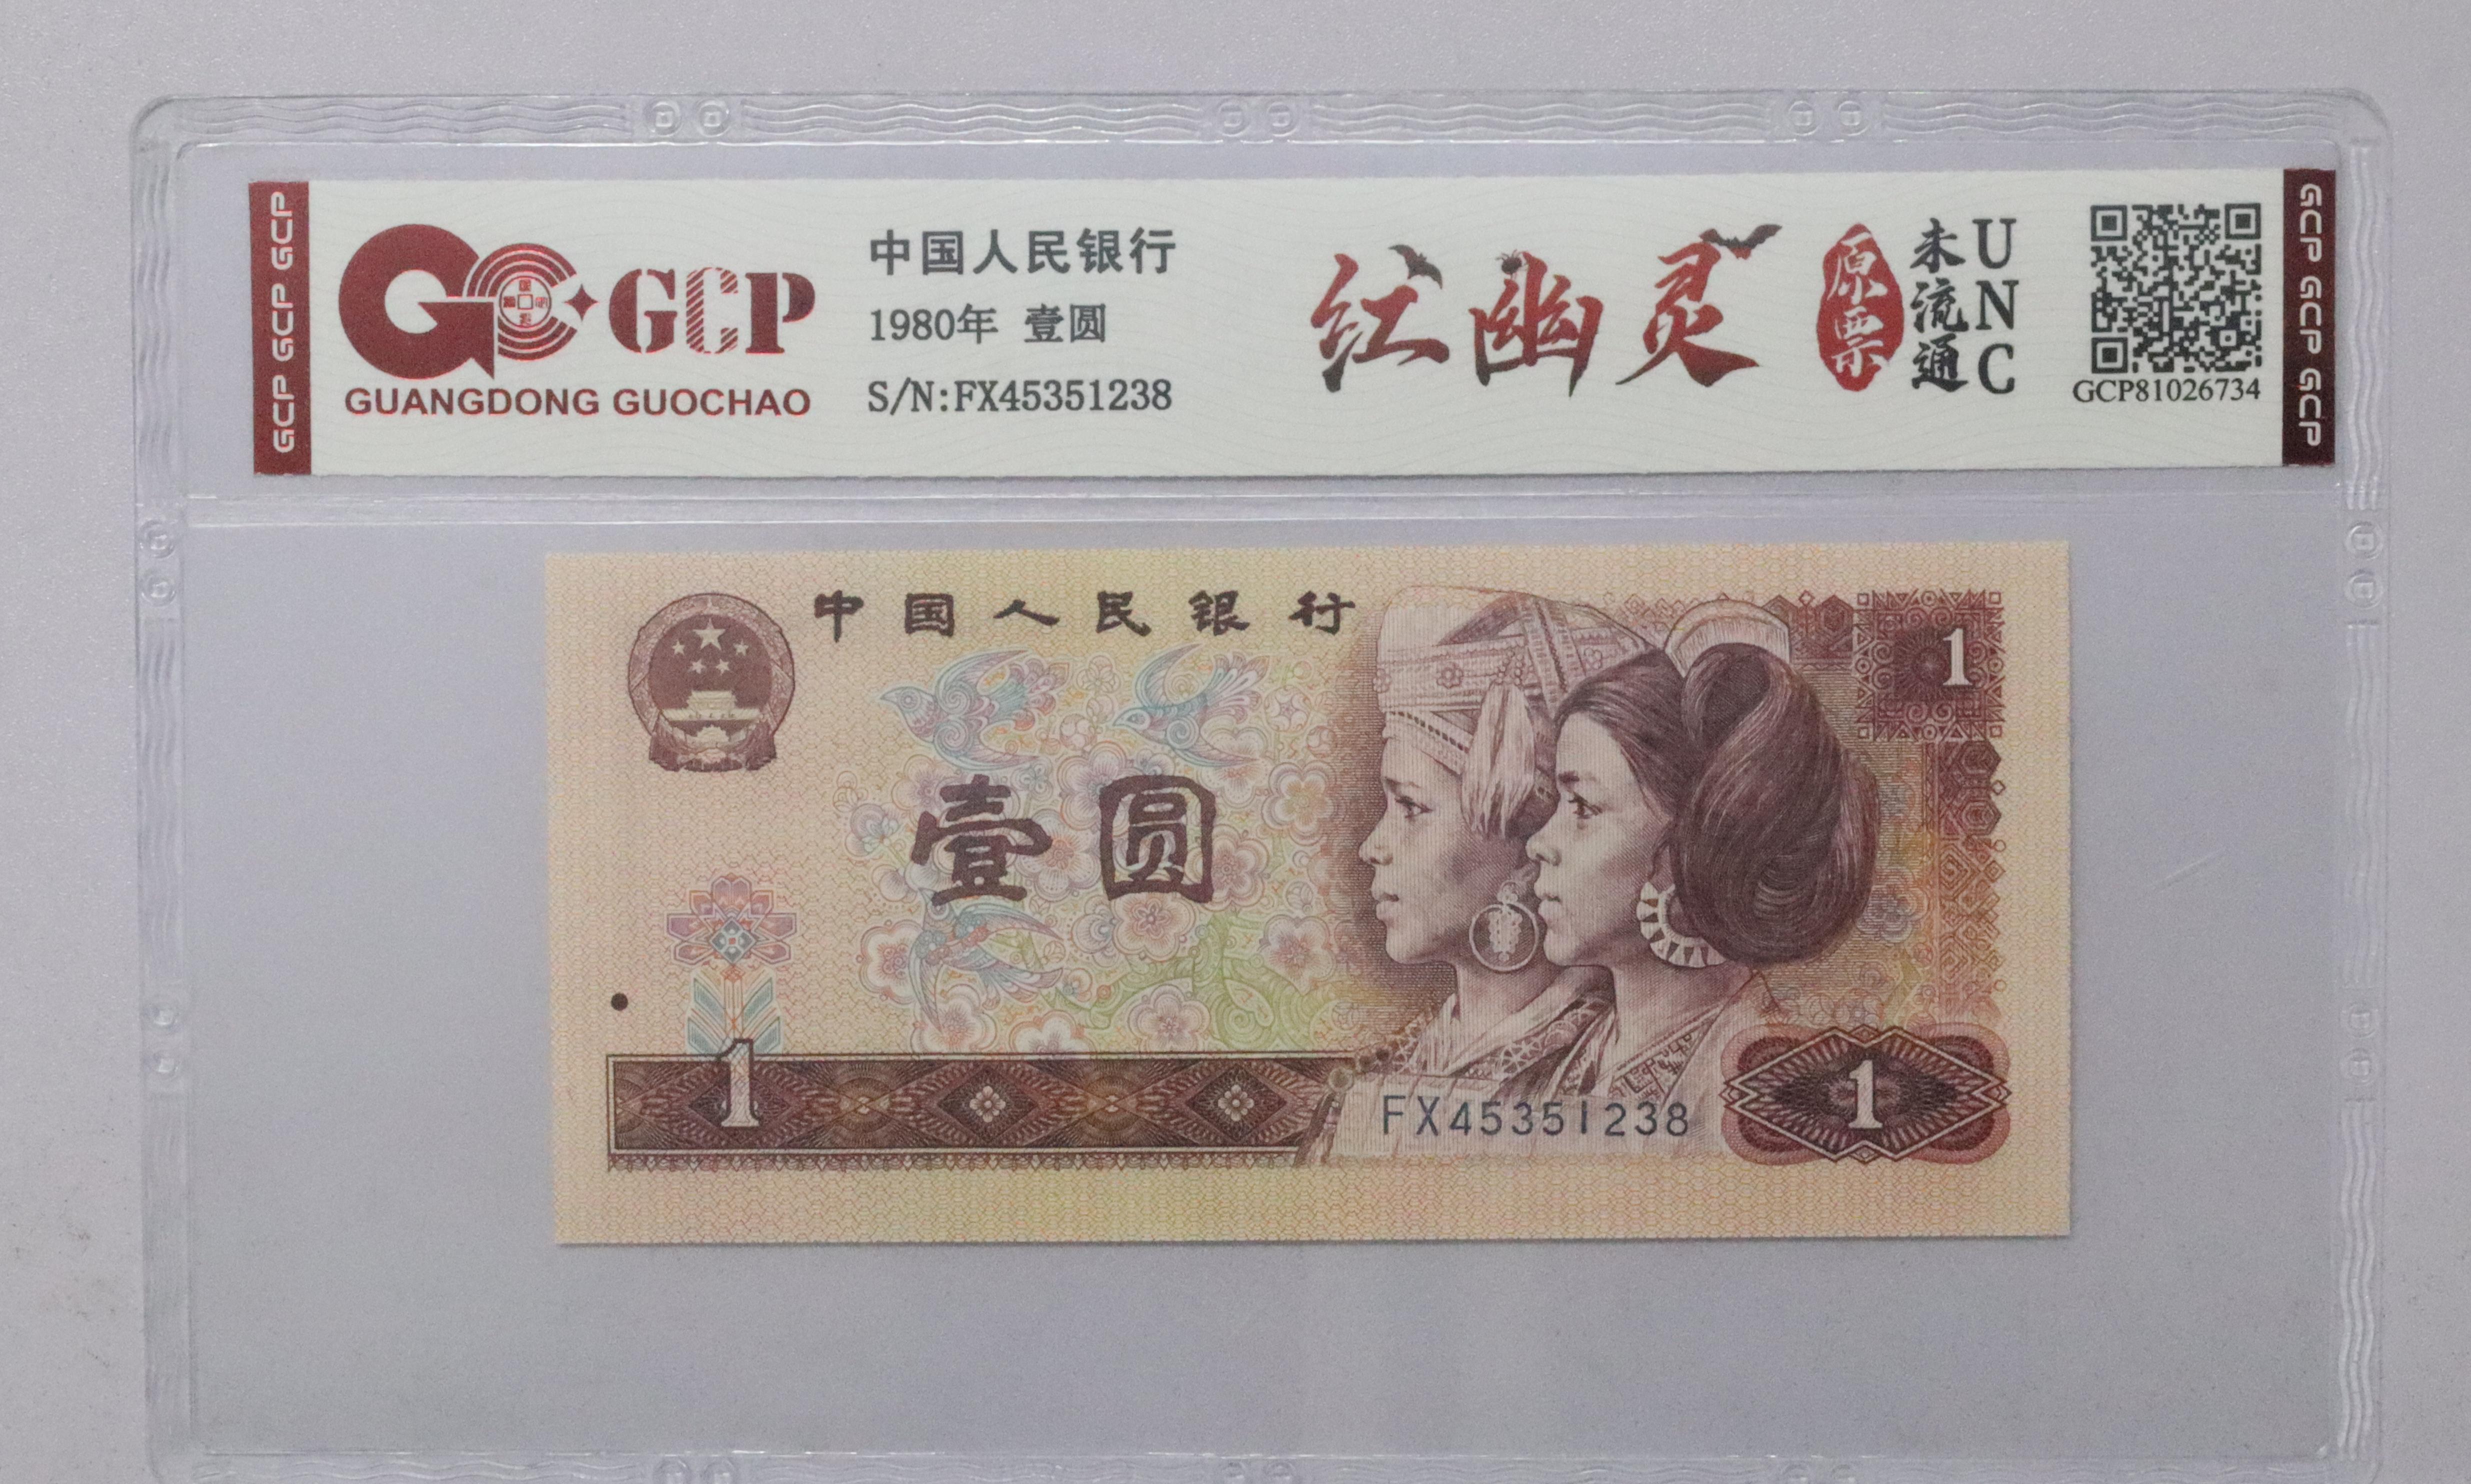 GCP GCP GCP
GCP
GUANGDONG GUOCHAO
中国人民银行
1980年 壹圆
S/N:FX45351238
红幽灵
原票
未流通
UNC
GCP81026734
GCP GCP GCP
中国人民银行
1
壹圆
1
FX45351238
1